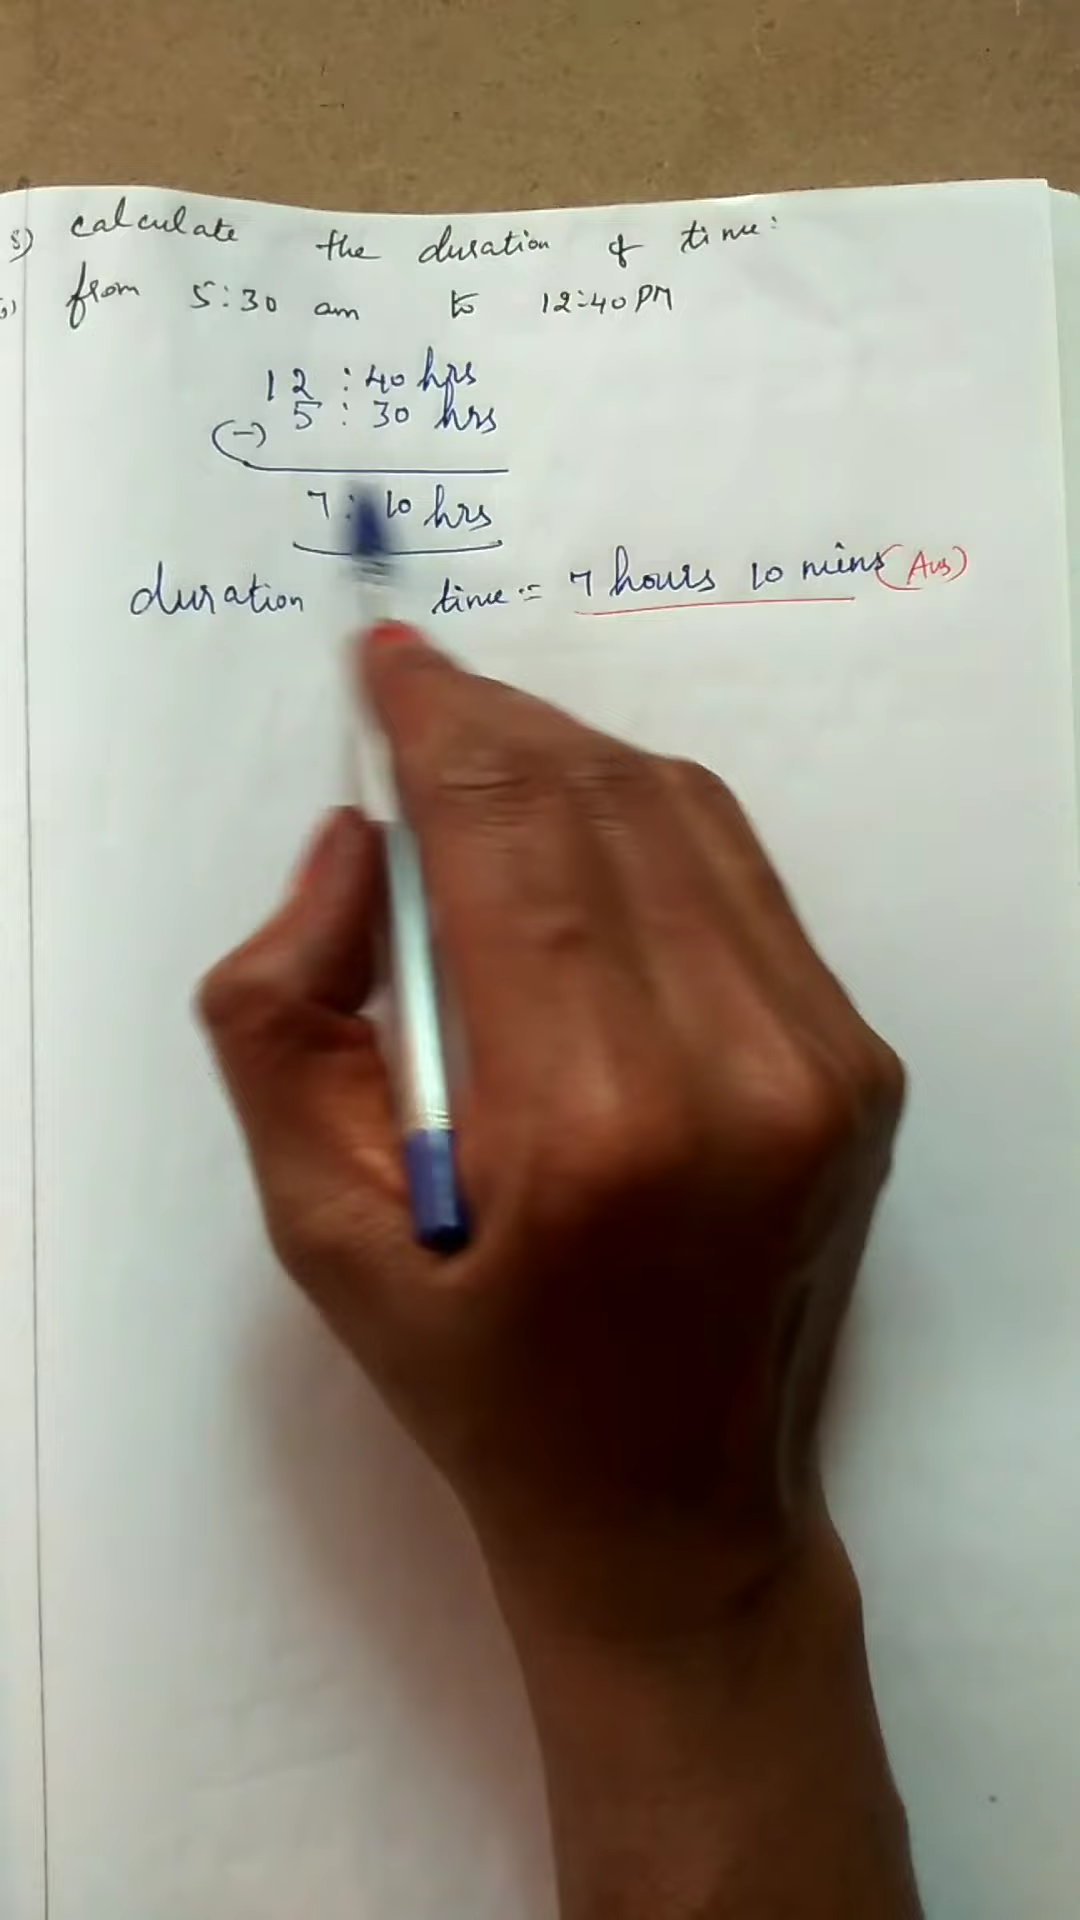 8) calculate the duration of time:
from 5:30 am to 12:40 PM
12:40 hrs
(-) 5:30 hrs
7:10 hrs
duration time = 7 hours 10 mins (Ans)